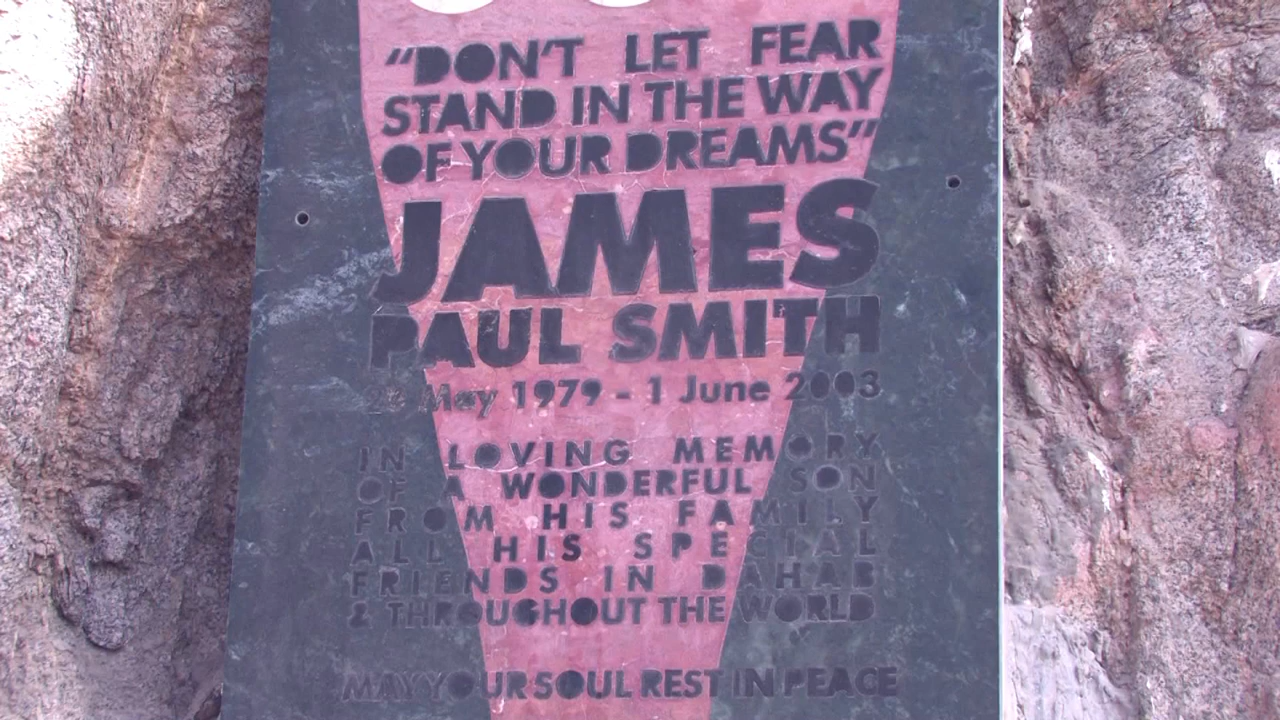 "DON'T LET FEAR
STAND IN THE WAY
OF YOUR DREAMS"
JAMES
PAUL SMITH
May 1979 - 1 June 2003
IN LOVING MEMORY
OF A WONDERFUL SON
FROM HIS FAMILY
ALL HIS SPECIAL
FRIENDS IN DAHAB
& THROUGHOUT THE WORLD
MAY YOUR SOUL REST IN PEACE